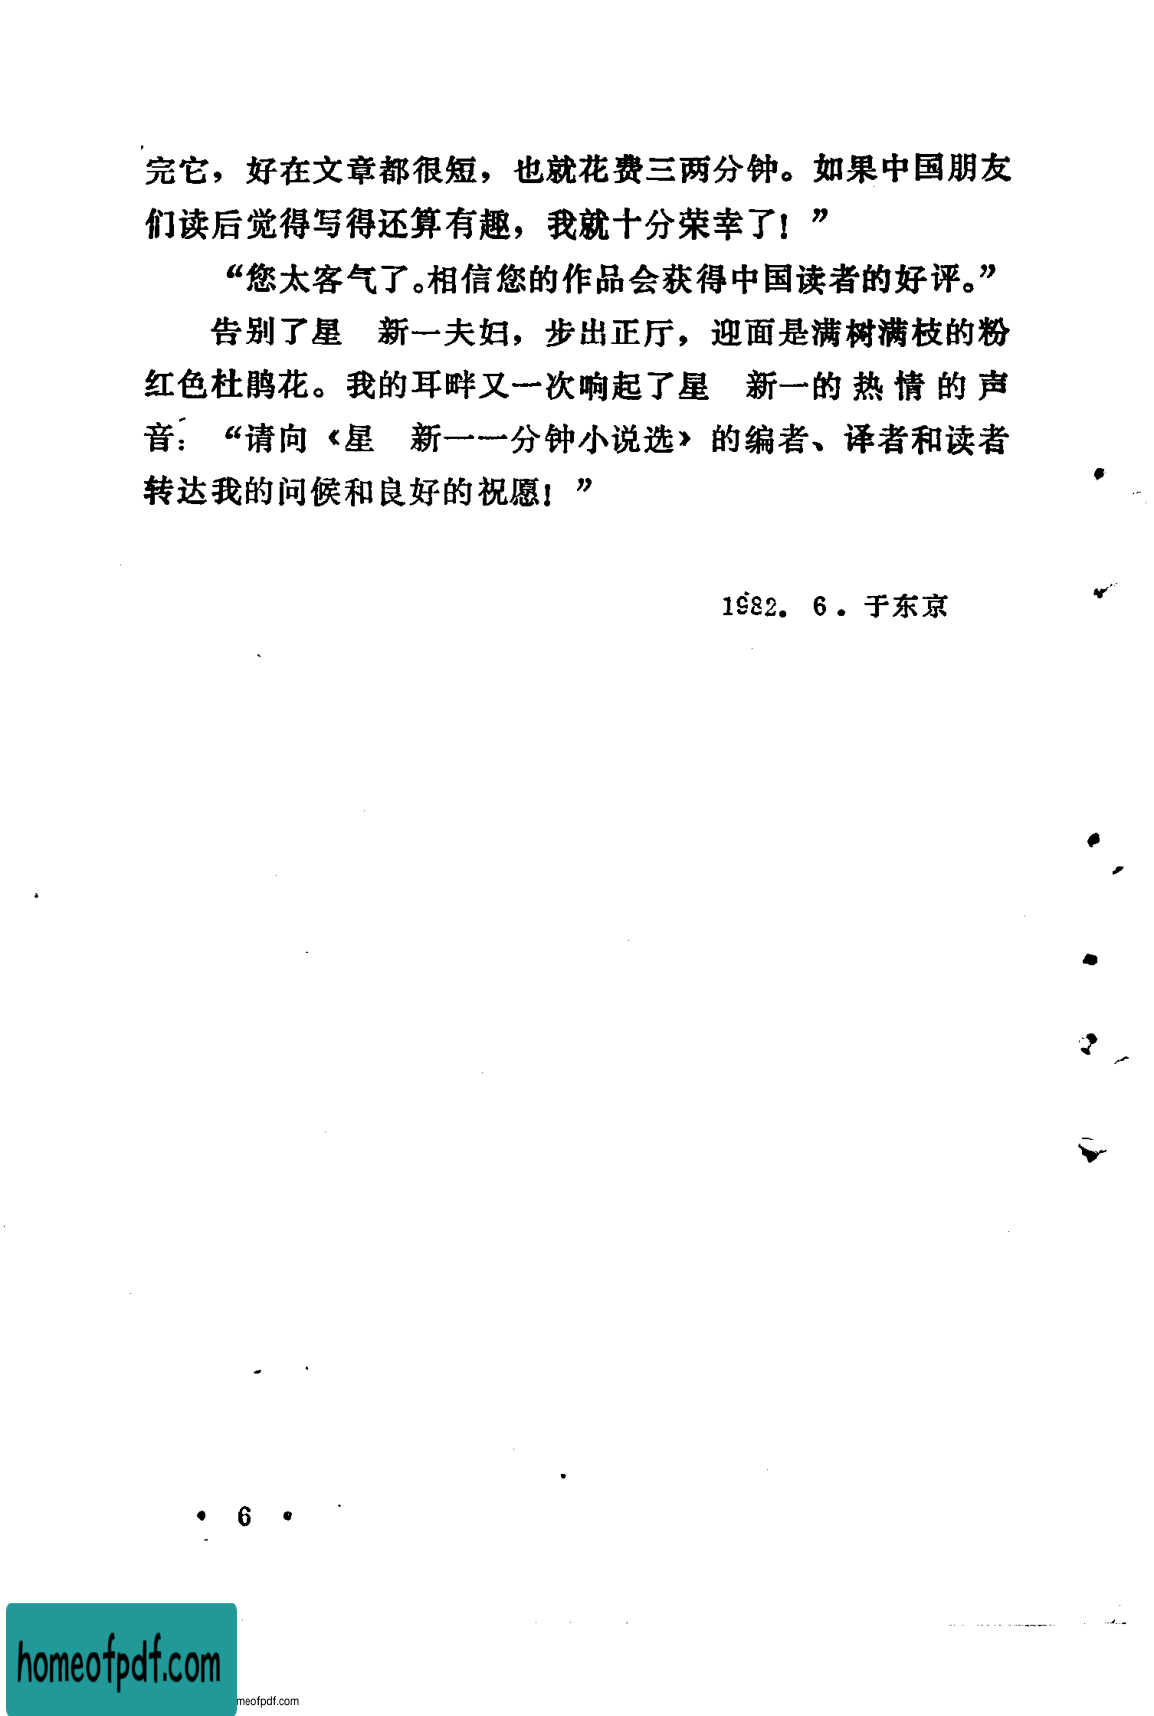 完它，好在文章都很短，也就花费三两分钟。如果中国朋友
们读后觉得写得还算有趣，我就十分荣幸了！”
“您太客气了。相信您的作品会获得中国读者的好评。”
告别了星　新一夫妇，步出正厅，迎面是满树满枝的粉
红色杜鹃花。我的耳畔又一次响起了星　新一的热情的声
音：“请向《星　新一一分钟小说选》的编者、译者和读者
转达我的问候和良好的祝愿！”
1982．6．于东京
• 6 •
homeofpdf.com
meofpdf.com